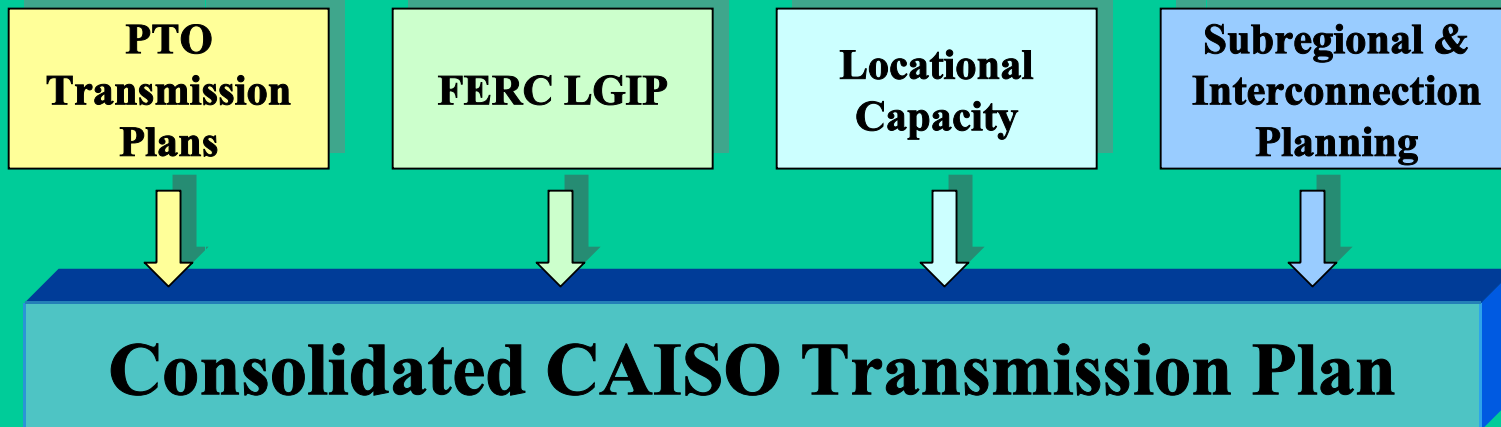 PTO
Transmission
Plans
FERC LGIP
Locational
Capacity
Subregional &
Interconnection
Planning
Consolidated CAISO Transmission Plan